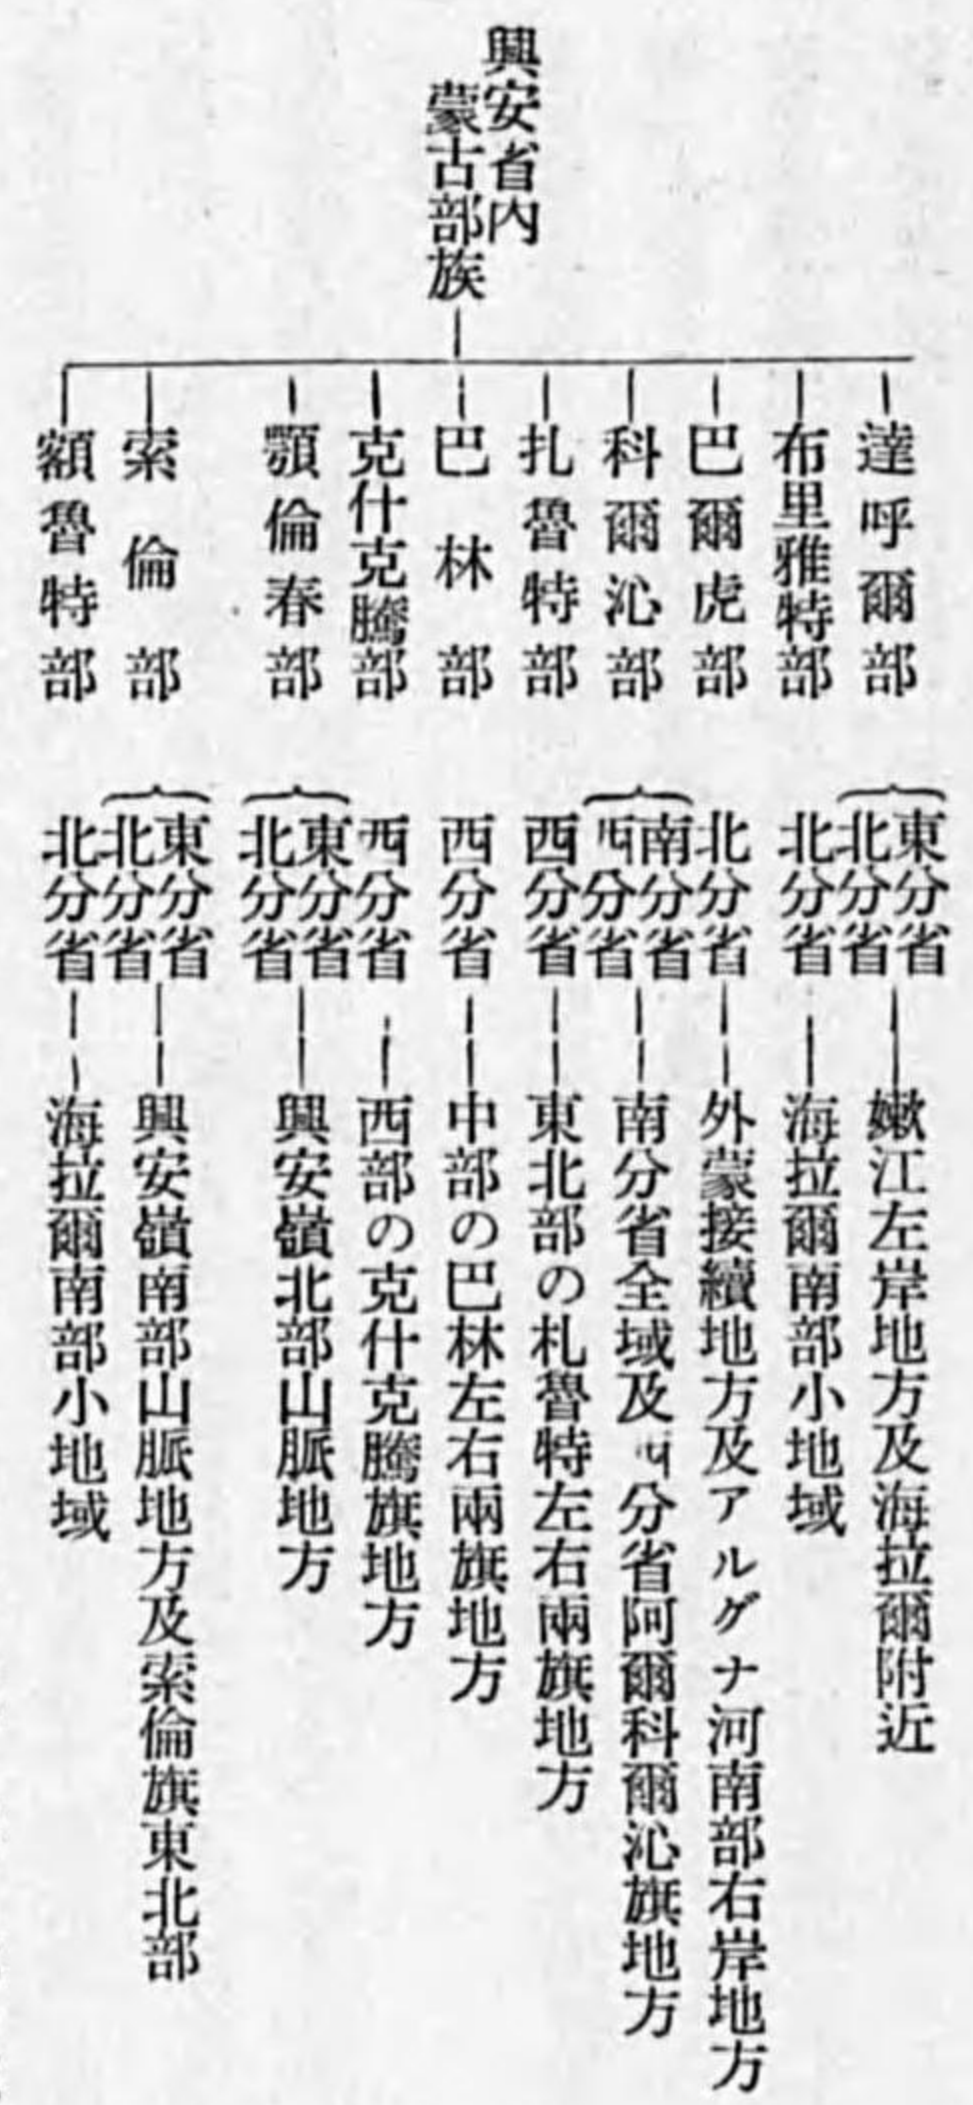 興安省内
蒙古部族
達呼爾部
東分省
北分省
嫩江左岸地方及海拉爾附近
布里雅特部
北分省
海拉爾南部小地域
巴爾虎部
北分省
外蒙接續地方及アルグナ河南部右岸地方
科爾沁部
南分省
西分省
南分省全域及西分省阿爾科爾沁旗地方
扎魯特部
西分省
東北部の札魯特左右兩旗地方
巴林部
西分省
中部の巴林左右兩旗地方
克什克騰部
西分省
西部の克什克騰旗地方
顎倫春部
東分省
北分省
興安嶺北部山脈地方
索倫部
東分省
北分省
興安嶺南部山脈地方及索倫旗東北部
額魯特部
北分省
海拉爾南部小地域